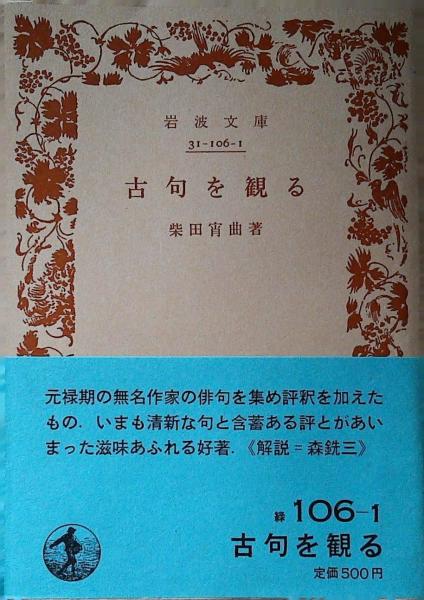 岩波文庫
31-106-1
古句を観る
柴田宵曲著
元禄期の無名作家の俳句を集め評釈を加えた
もの．いまも清新な句と含蓄ある評とがあい
まった滋味あふれる好著．《解説＝森銑三》
緑 106-1
古句を観る
定価500円